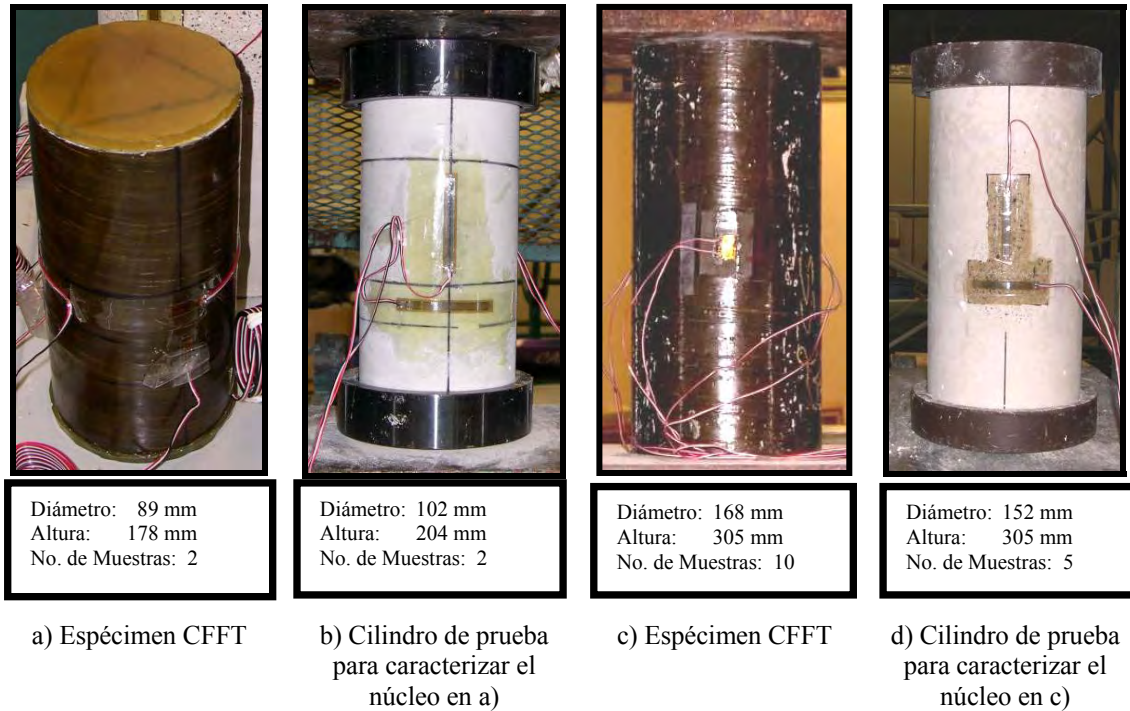 Diámetro: 89 mm
Altura: 178 mm
No. de Muestras: 2
Diámetro: 102 mm
Altura: 204 mm
No. de Muestras: 2
Diámetro: 168 mm
Altura: 305 mm
No. de Muestras: 10
Diámetro: 152 mm
Altura: 305 mm
No. de Muestras: 5
a) Espécimen CFFT
b) Cilindro de prueba
para caracterizar el
núcleo en a)
c) Espécimen CFFT
d) Cilindro de prueba
para caracterizar el
núcleo en c)